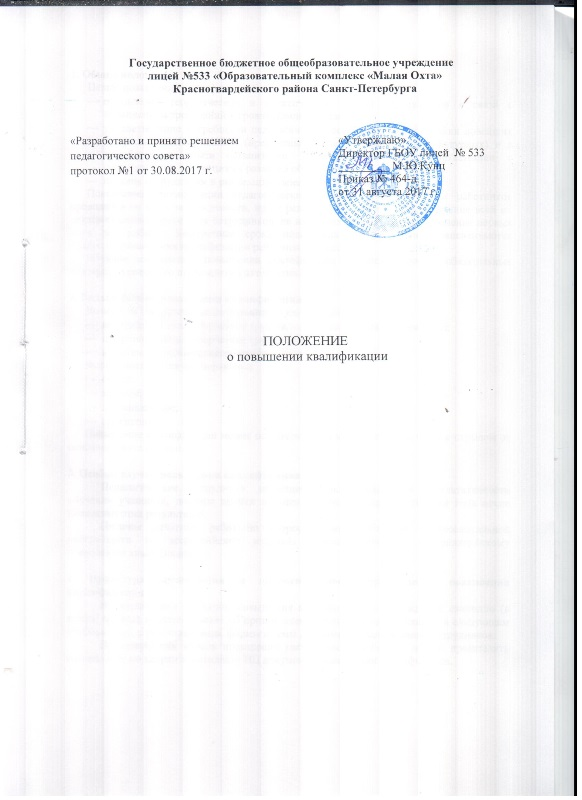 Государственное бюджетное общеобразовательное учреждение
лицей №533 «Образовательный комплекс «Малая Охта»
Красногвардейского района Санкт-Петербурга
«Разработано и принято решением
педагогического совета»
протокол №1 от 30.08.2017 г.
«Утверждаю»
Директор ГБОУ лицей № 533
М.Ю.Кунц
Приказ № 464-д
от 31 августа 2017 г.
ПОЛОЖЕНИЕ
о повышении квалификации